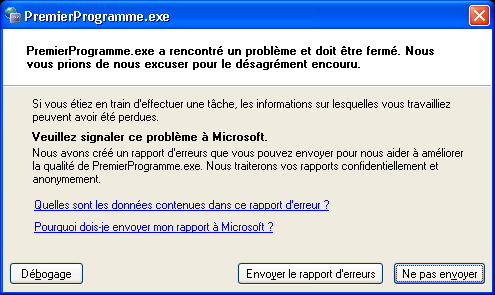 PremierProgramme.exe
PremierProgramme.exe a rencontré un problème et doit être fermé. Nous
vous prions de nous excuser pour le désagrément encouru.
Si vous étiez en train d'effectuer une tâche, les informations sur lesquelles vous travailliez
peuvent avoir été perdues.
Veuillez signaler ce problème à Microsoft.
Nous avons créé un rapport d'erreurs que vous pouvez envoyer pour nous aider à améliorer
la qualité de PremierProgramme.exe. Nous traiterons vos rapports confidentiellement et
anonymement.
Quelles sont les données contenues dans ce rapport d'erreur ?
Pourquoi dois-je envoyer mon rapport à Microsoft ?
Débogage Envoyer le rapport d'erreurs Ne pas envoyer